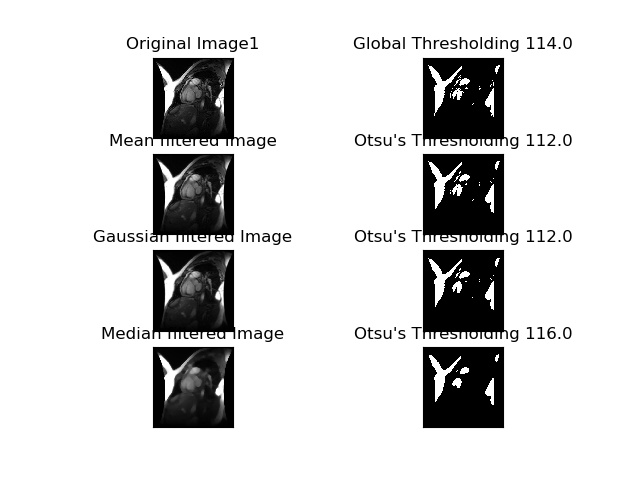 Original Image1
Global Thresholding 114.0
Mean filtered Image
Otsu's Thresholding 112.0
Gaussian filtered Image
Otsu's Thresholding 112.0
Median filtered Image
Otsu's Thresholding 116.0